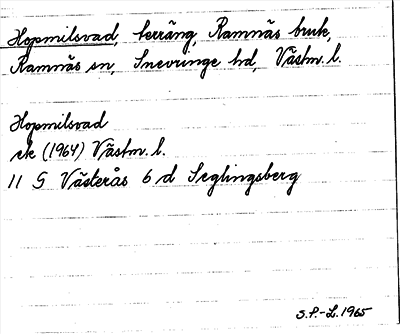 Hopmilsvad, terräng, Ramnäs bruk,
Ramnäs sn, Snevringe hd, Västm. l.
Hopmilsvad
ek (1964) Västm. l.
11 G Västerås 6 d Seglingsberg
S.P.-L. 1965